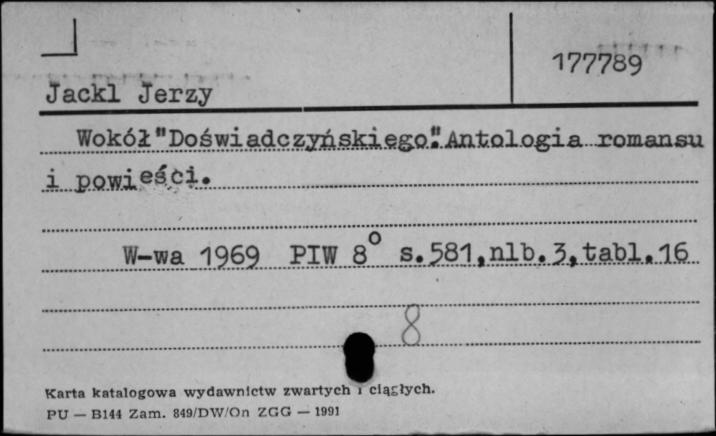 177789
Jackl Jerzy
Wokół "Doświadczyńskiego". Antologia romansu
i powieści.
W-wa 1969 PIW 8° s.581,nlb.3,tabl.16
8
Karta katalogowa wydawnictw zwartych i ciągłych.
PU — B144 Zam. 849/DW/On ZGG — 1991